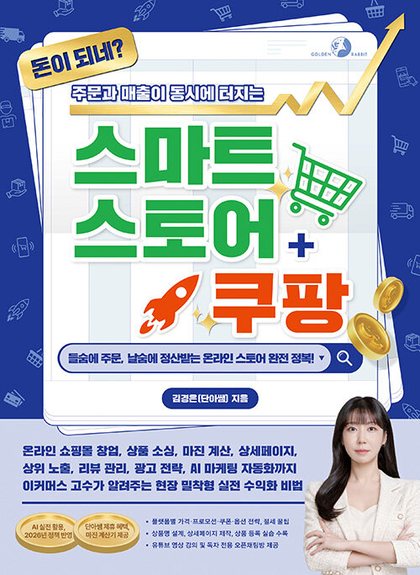 돈이 되네?
GOLDEN RABBIT
주문과 매출이 동시에 터지는
스마트
스토어 +
쿠팡
들숨에 주문, 날숨에 정산받는 온라인 스토어 완전 정복!
김경은(단아쌤) 지음
온라인 쇼핑몰 창업, 상품 소싱, 마진 계산, 상세페이지,
상위 노출, 리뷰 관리, 광고 전략, AI 마케팅 자동화까지
이커머스 고수가 알려주는 현장 밀착형 실전 수익화 비법
AI 실전 활용,
2026년 정책 반영
단아쌤 제휴 혜택,
마진 계산기 제공
• 플랫폼별 가격·프로모션·쿠폰·옵션 전략, 절세 꿀팁
• 상품명 설계, 상세페이지 제작, 상품 등록 실습 수록
• 유튜브 영상 강의 및 독자 전용 오픈채팅방 제공